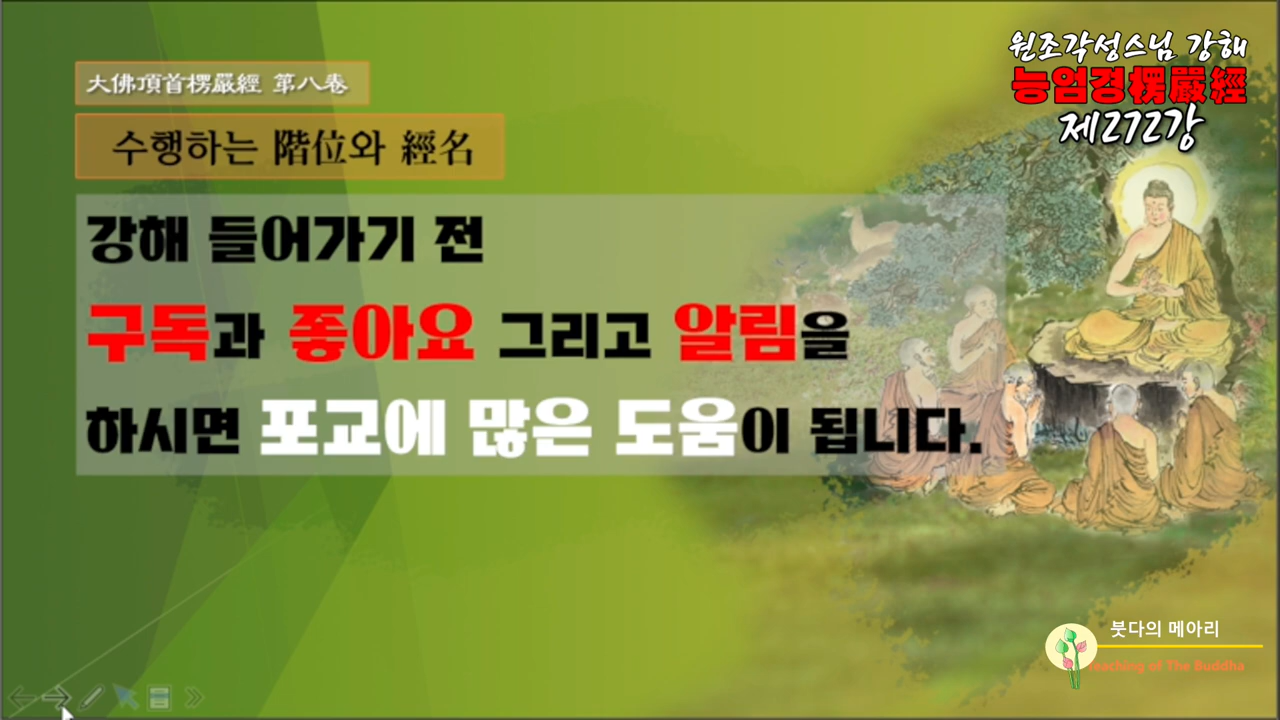 大佛頂首楞嚴經 第八卷
수행하는 階位와 經名
강해 들어가기 전
구독과 좋아요 그리고 알림을
하시면 포교에 많은 도움이 됩니다.
원조각성스님 강해
능엄경楞嚴經
제272강
붓다의 메아리
Teaching of The Buddha